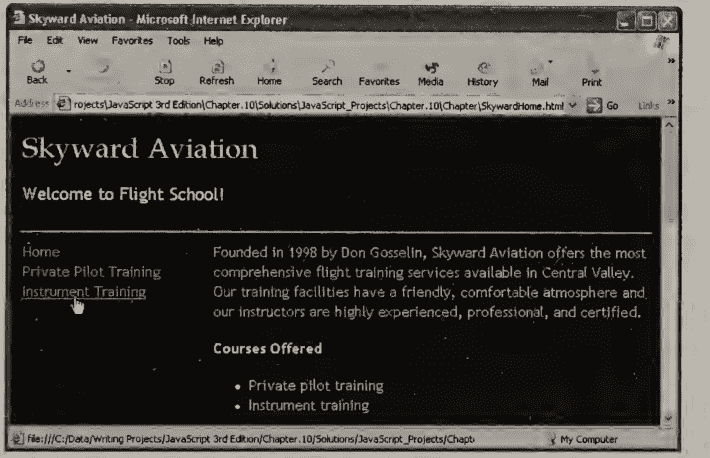 Skyward Aviation - Microsoft Internet Explorer
File Edit View Favorites Tools Help
Back Stop Refresh Home Search Favorites Media History Mail Print
Address rojects\JavaScript 3rd Edition\Chapter.10\Solutions\JavaScript_Projects\Chapter.10\Chapter\SkywardHome.html Go Links
Skyward Aviation
Welcome to Flight School!
Home
Private Pilot Training
Instrument Training
Founded in 1998 by Don Gosselin, Skyward Aviation offers the most
comprehensive flight training services available in Central Valley.
Our training facilities have a friendly, comfortable atmosphere and
our instructors are highly experienced, professional, and certified.
Courses Offered
• Private pilot training
• Instrument training
file:///C:/Data/Writing Projects/JavaScript 3rd Edition/Chapter.10/Solutions/JavaScript_Projects/Chapt My Computer